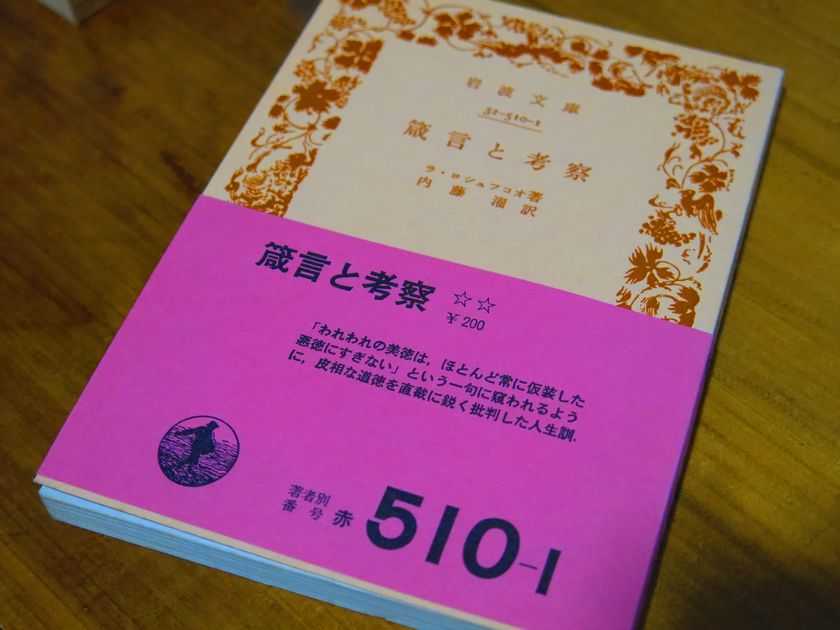 岩波文庫
32-510-1
箴言と考察
ラ・ロシュフコオ著
内藤濯訳
箴言と考察 ☆☆
￥200
「われわれの美徳は，ほとんど常に仮装した
悪徳にすぎない」という一句に窺われるよう
に，皮相な道徳を直截に鋭く批判した人生訓．
著者別
番号 赤 510-1